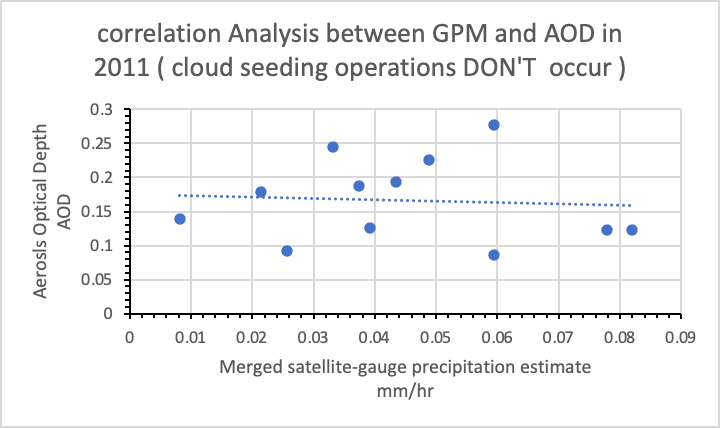 correlation Analysis between GPM and AOD in
2011 ( cloud seeding operations DON'T  occur )
Aerosls Optical Depth
AOD
0.3
0.25
0.2
0.15
0.1
0.05
0
0 0.01 0.02 0.03 0.04 0.05 0.06 0.07 0.08 0.09
Merged satellite-gauge precipitation estimate
mm/hr